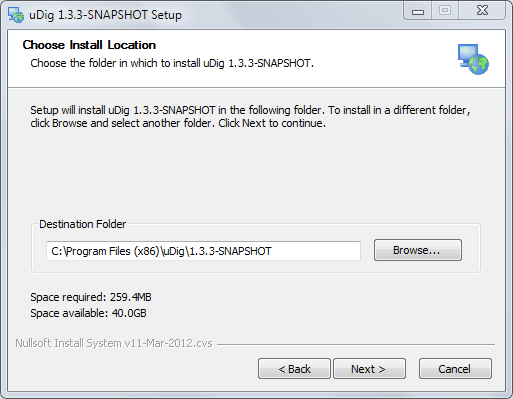 uDig 1.3.3-SNAPSHOT Setup
Choose Install Location
Choose the folder in which to install uDig 1.3.3-SNAPSHOT.
Setup will install uDig 1.3.3-SNAPSHOT in the following folder. To install in a different folder,
click Browse and select another folder. Click Next to continue.
Destination Folder
C:\Program Files (x86)\uDig\1.3.3-SNAPSHOT
Browse...
Space required: 259.4MB
Space available: 40.0GB
Nullsoft Install System v11-Mar-2012.cvs
< Back
Next >
Cancel